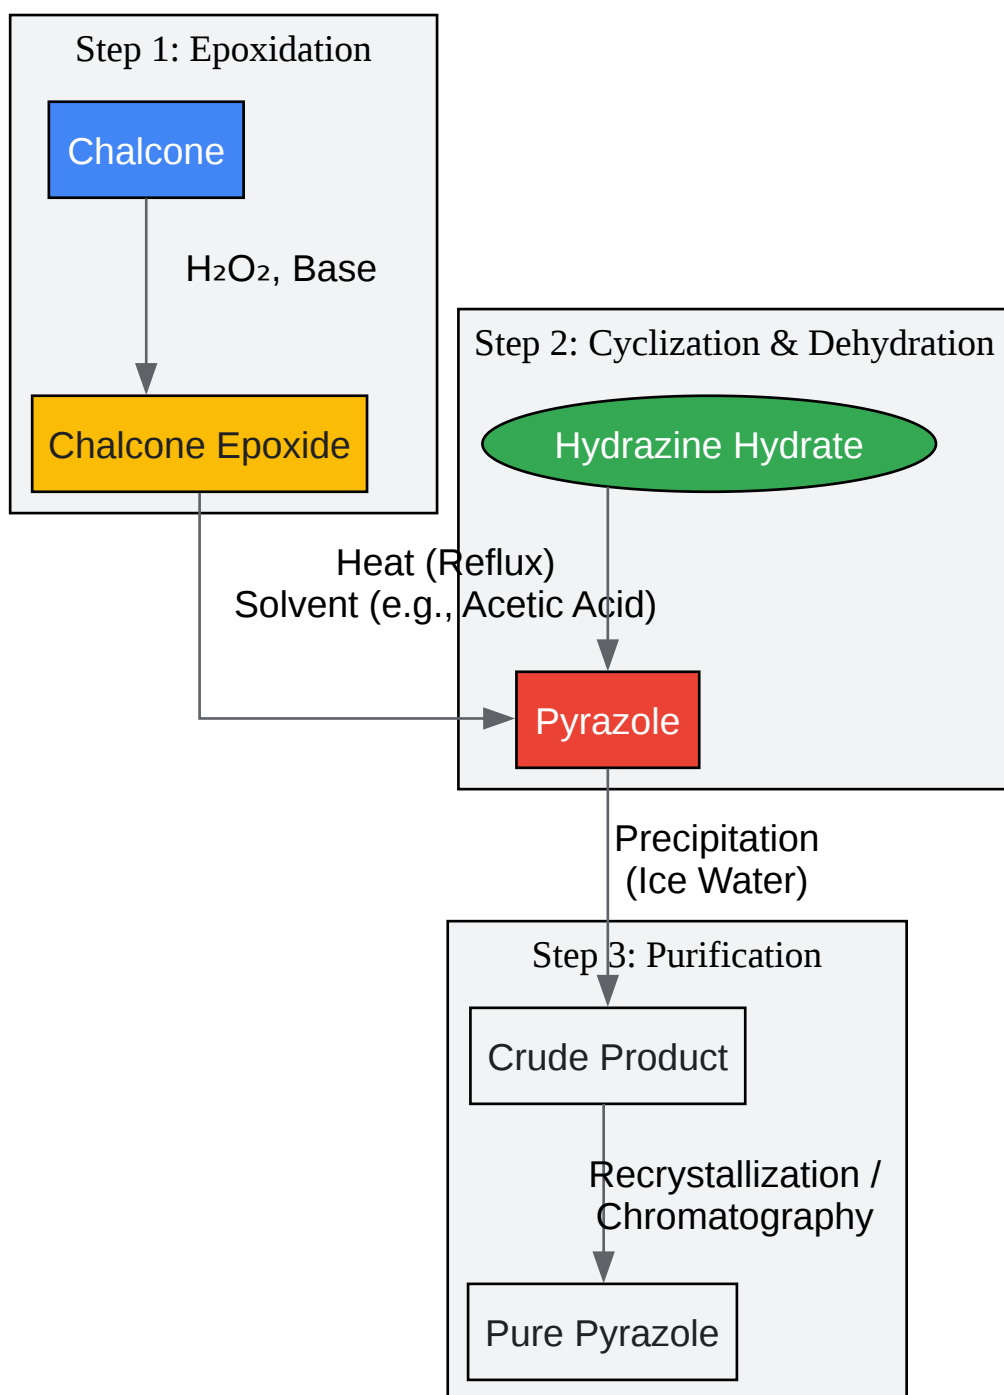 Step 1: Epoxidation
Chalcone
H₂O₂, Base
Chalcone Epoxide
Step 2: Cyclization & Dehydration
Hydrazine Hydrate
Heat (Reflux)
Solvent (e.g., Acetic Acid)
Pyrazole
Precipitation
(Ice Water)
Step 3: Purification
Crude Product
Recrystallization /
Chromatography
Pure Pyrazole